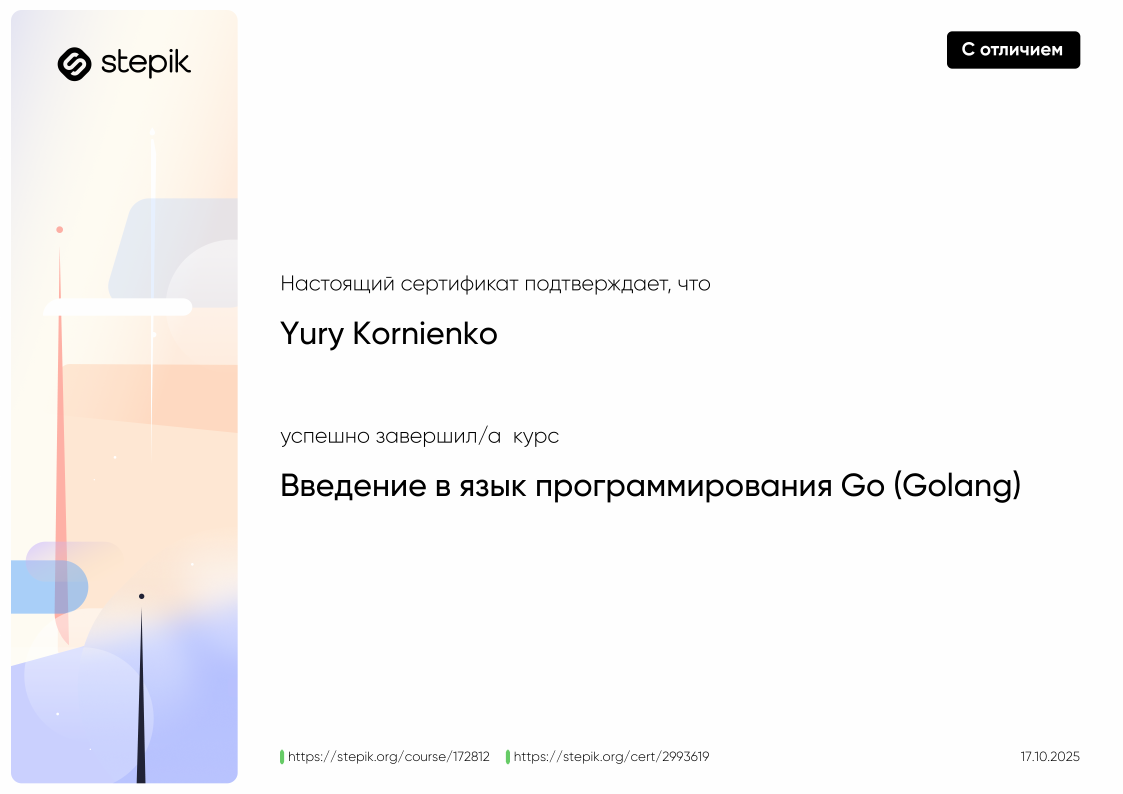 stepik
С отличием
Настоящий сертификат подтверждает, что
Yury Kornienko
успешно завершил/а курс
Введение в язык программирования Go (Golang)
https://stepik.org/course/172812 https://stepik.org/cert/2993619 17.10.2025